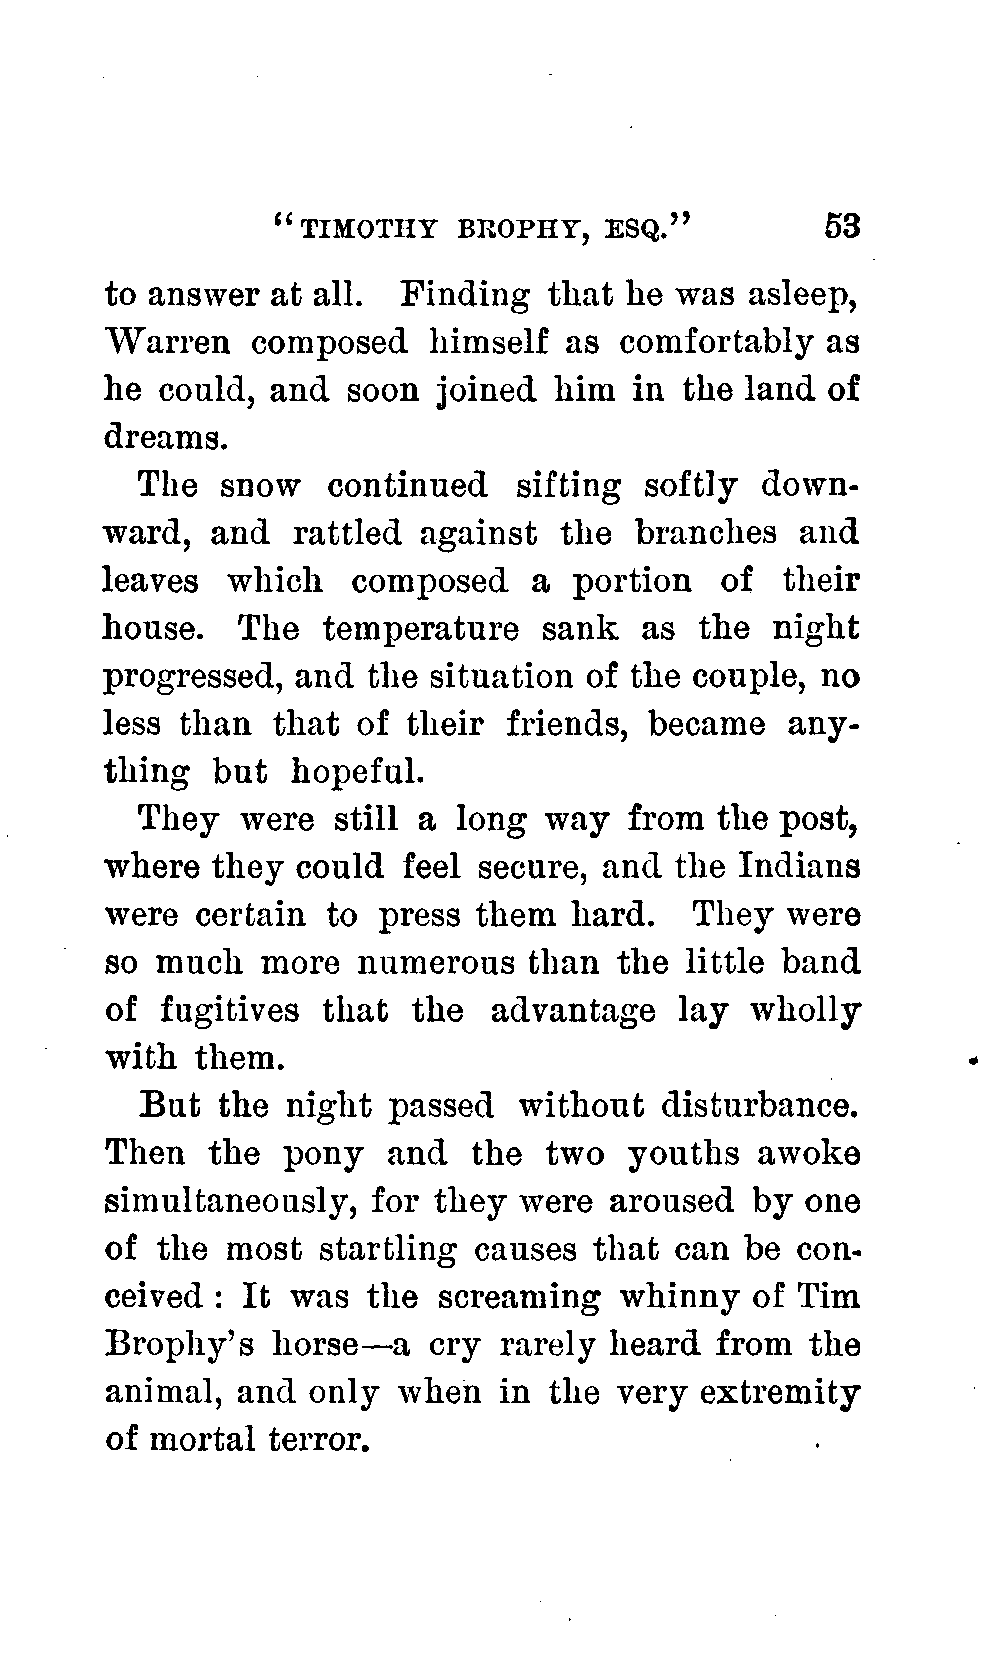 "TIMOTHY BROPHY, ESQ." 53
to answer at all. Finding that he was asleep,
Warren composed himself as comfortably as
he could, and soon joined him in the land of
dreams.
The snow continued sifting softly down-
ward, and rattled against the branches and
leaves which composed a portion of their
house. The temperature sank as the night
progressed, and the situation of the couple, no
less than that of their friends, became any-
thing but hopeful.
They were still a long way from the post,
where they could feel secure, and the Indians
were certain to press them hard. They were
so much more numerous than the little band
of fugitives that the advantage lay wholly
with them.
But the night passed without disturbance.
Then the pony and the two youths awoke
simultaneously, for they were aroused by one
of the most startling causes that can be con-
ceived : It was the screaming whinny of Tim
Brophy's horse—a cry rarely heard from the
animal, and only when in the very extremity
of mortal terror.